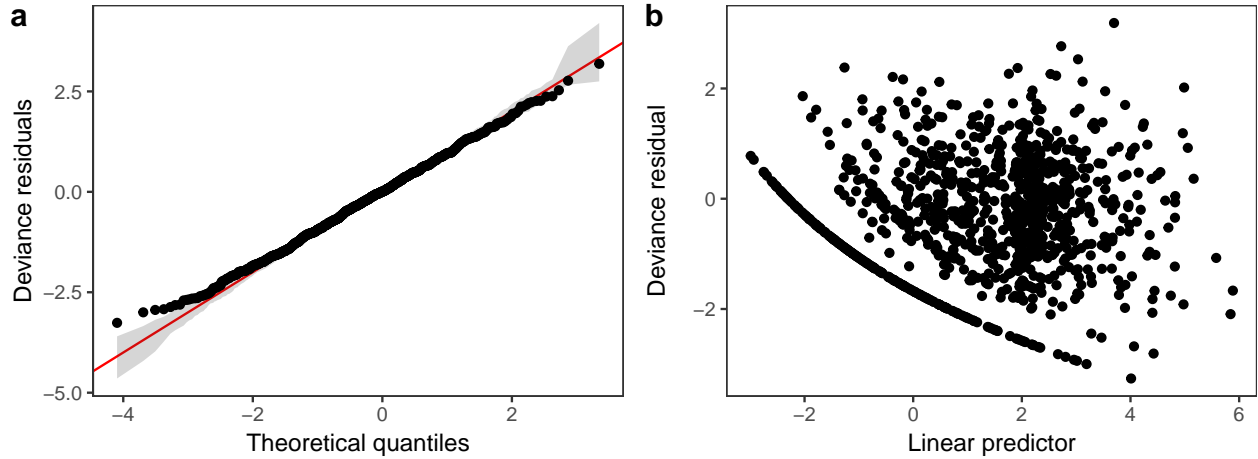 a
Deviance residuals
2.5
0.0
−2.5
−5.0
−4
−2
0
2
Theoretical quantiles
b
Deviance residual
2
0
−2
−2
0
2
4
6
Linear predictor